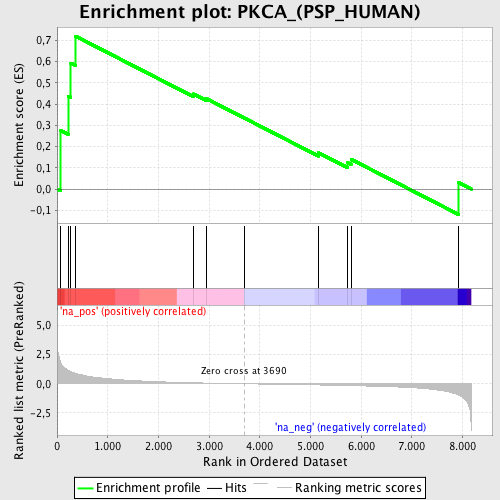 Enrichment plot: PKCA_(PSP_HUMAN)
Enrichment score (ES)
0,7
0,6
0,5
0,4
0,3
0,2
0,1
0,0
-0,1
'na_pos' (positively correlated)
Ranked list metric (PreRanked)
5,0
2,5
0,0
-2,5
Zero cross at 3690
'na_neg' (negatively correlated)
0 1.000 2.000 3.000 4.000 5.000 6.000 7.000 8.000
Rank in Ordered Dataset
Enrichment profile Hits Ranking metric scores